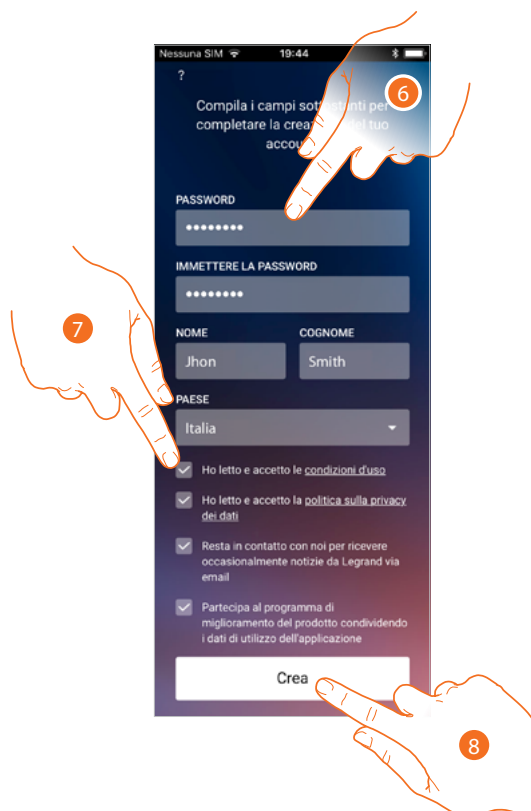 Nessuna SIM 19:44
?
6
Compila i campi sottostanti per
completare la del tuo
PASSWORD
••••••••
IMMETTERE LA PASSWORD
••••••••
7
NOME COGNOME
Jhon Smith
PAESE
Italia
Ho letto e accetto le condizioni d'uso
Ho letto e accetto la politica sulla privacy
dei dati
Resta in contatto con noi per ricevere
occasionalmente notizie da Legrand via
email
Partecipa al programma di
miglioramento del prodotto condividendo
i dati di utilizzo dell'applicazione
Crea
8